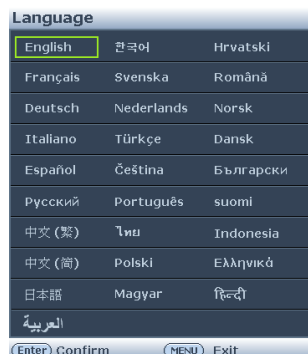 Language
English 한국어 Hrvatski
Français Svenska Română
Deutsch Nederlands Norsk
Italiano Türkçe Dansk
Español Čeština Български
Русский Português suomi
中文 (繁) ไทย Indonesia
中文 (简) Polski Ελληνικά
日本語 Magyar हिन्दी
العربية
Enter Confirm MENU Exit